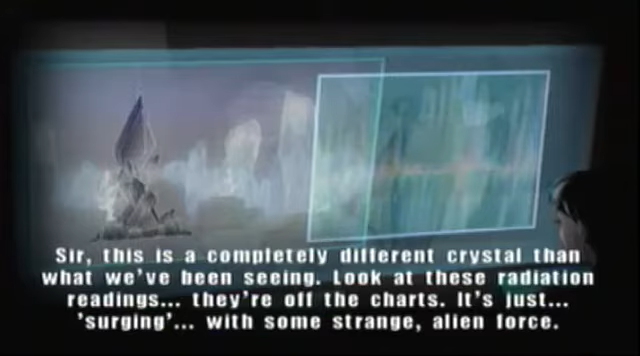 Sir, this is a completely different crystal than
what we've been seeing. Look at these radiation
readings... they're off the charts. It's just...
'surging'... with some strange, alien force.